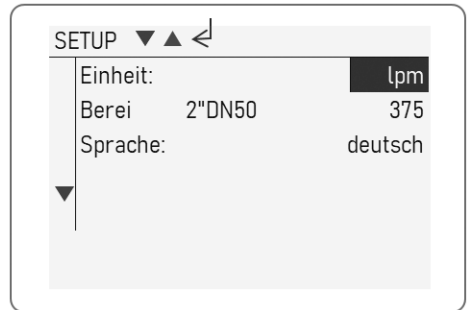 SETUP ▼ ▲ ↲
Einheit: lpm
Berei 2"DN50 375
Sprache: deutsch
▼